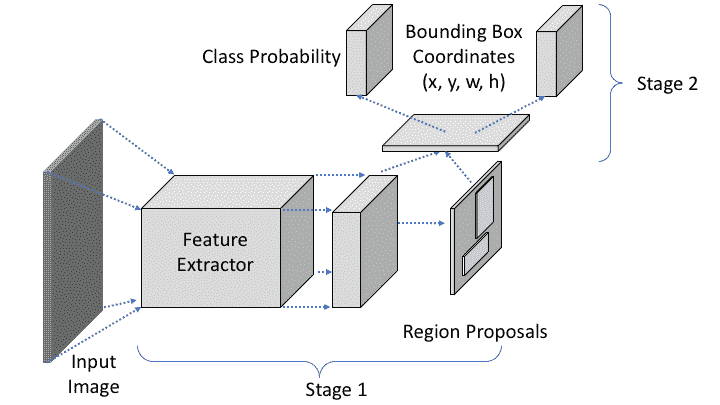 Class Probability
Bounding Box
Coordinates
(x, y, w, h)
Stage 2
Feature
Extractor
Region Proposals
Input
Image
Stage 1